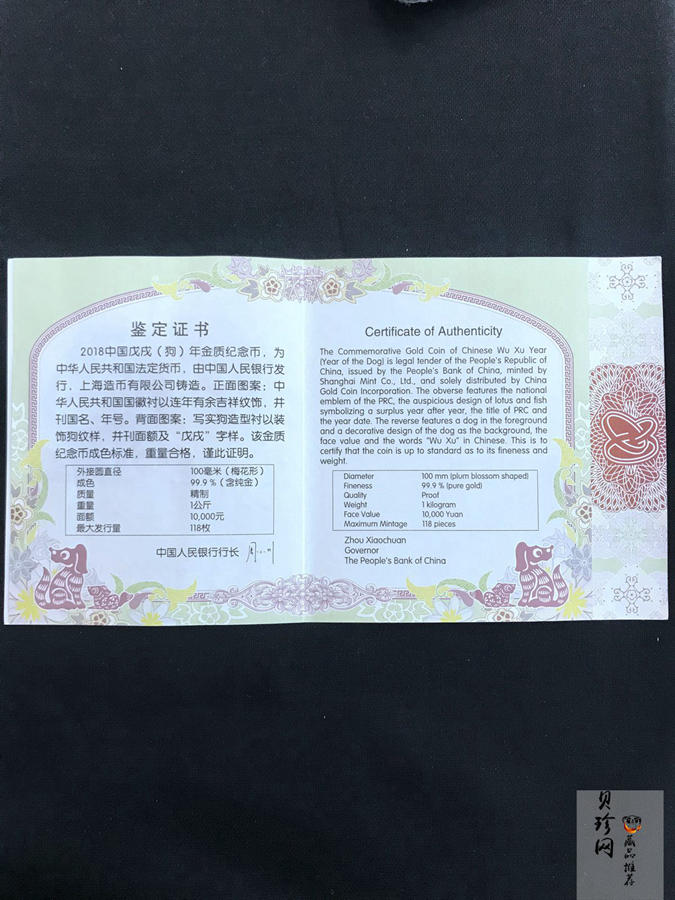 鉴定证书
2018中国戊戌（狗）年金质纪念币，为
中华人民共和国法定货币，由中国人民银行发
行，上海造币有限公司铸造。正面图案：中
华人民共和国国徽衬以连年有余吉祥纹饰，并
刊国名、年号。背面图案：写实狗造型衬以装
饰狗纹样，并刊面额及“戊戌”字样。该金质
纪念币成色标准，重量合格，谨此证明。
外接圆直径 100毫米（梅花形）
成色 99.9％（含纯金）
质量 精制
重量 1公斤
面额 10,000元
最大发行量 118枚
中国人民银行行长
Certificate of Authenticity
The Commemorative Gold Coin of Chinese Wu Xu Year
(Year of the Dog) is legal tender of the People's Republic of
China, issued by the People's Bank of China, minted by
Shanghai Mint Co., Ltd., and solely distributed by China
Gold Coin Incorporation. The obverse features the national
emblem of the PRC, the auspicious design of lotus and fish
symbolizing a surplus year after year, the title of PRC and
the year date. The reverse features a dog in the foreground
and a decorative design of the dog as the background, the
face value and the words "Wu Xu" in Chinese. This is to
certify that the coin is up to standard as to its fineness and
weight.
Diameter 100 mm (plum blossom shaped)
Fineness 99.9 % (pure gold)
Quality Proof
Weight 1 kilogram
Face Value 10,000 Yuan
Maximum Mintage 118 pieces
Zhou Xiaochuan
Governor
The People's Bank of China
贝珍网
藏品推荐